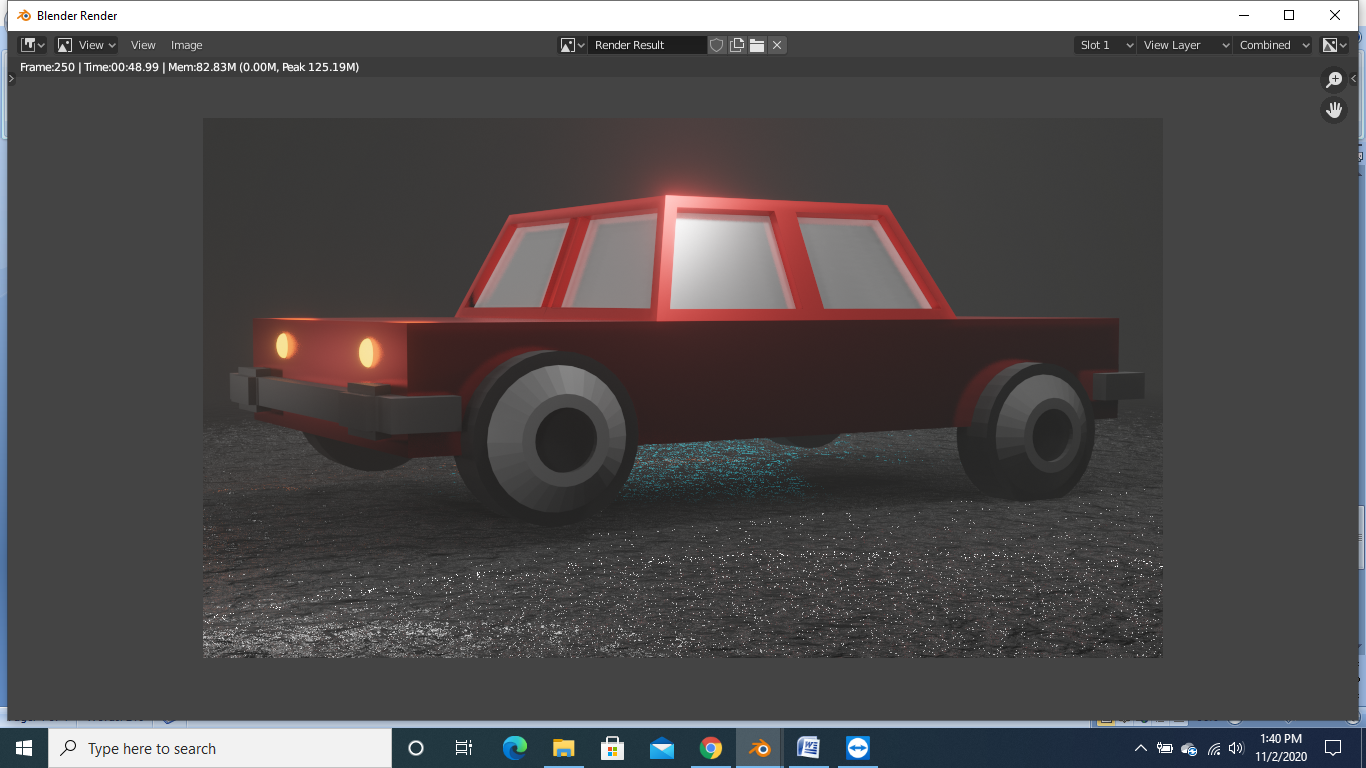 Blender Render
View View Image Render Result Slot 1 View Layer Combined
Frame:250 | Time:00:48.99 | Mem:82.83M (0.00M, Peak 125.19M)
Type here to search
1:40 PM
11/2/2020